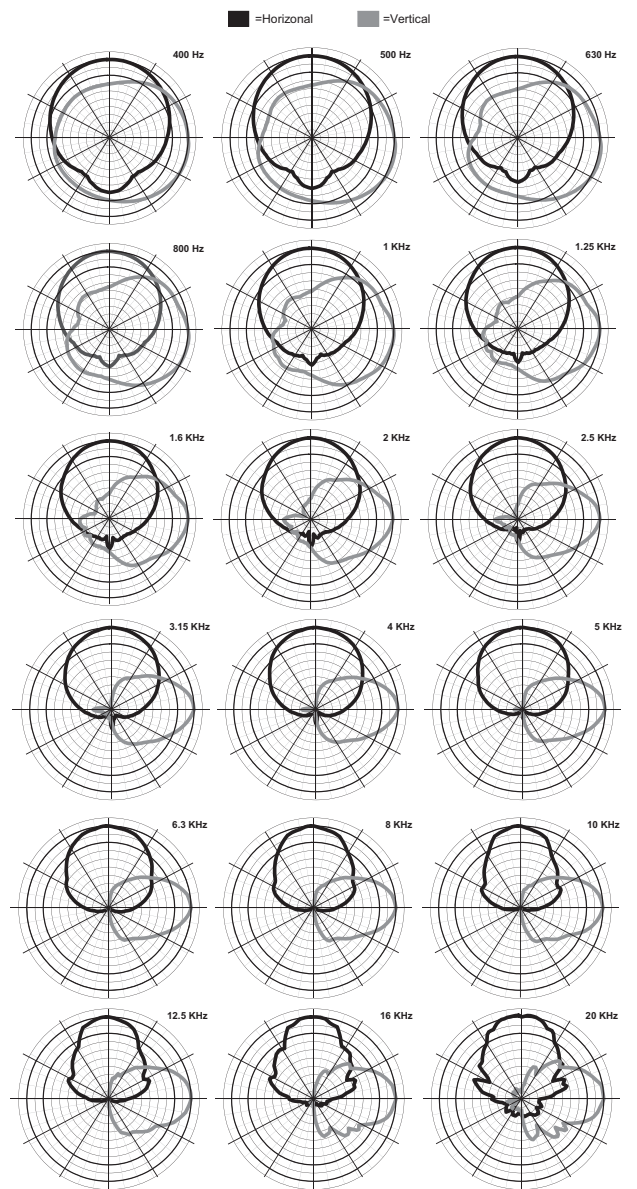 =Horizonal =Vertical
400 Hz 500 Hz 630 Hz
800 Hz 1 KHz 1.25 KHz
1.6 KHz 2 KHz 2.5 KHz
3.15 KHz 4 KHz 5 KHz
6.3 KHz 8 KHz 10 KHz
12.5 KHz 16 KHz 20 KHz